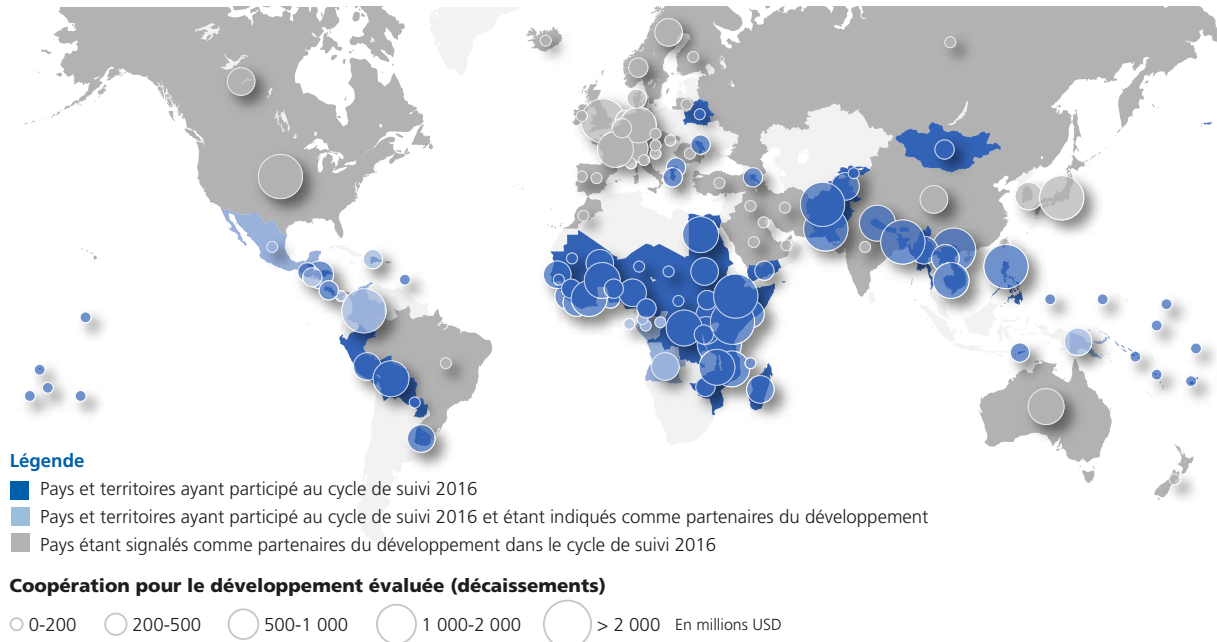 Légende
Pays et territoires ayant participé au cycle de suivi 2016
Pays et territoires ayant participé au cycle de suivi 2016 et étant indiqués comme partenaires du développement
Pays étant signalés comme partenaires du développement dans le cycle de suivi 2016
Coopération pour le développement évaluée (décaissements)
0-200 200-500 500-1 000 1 000-2 000 > 2 000 En millions USD